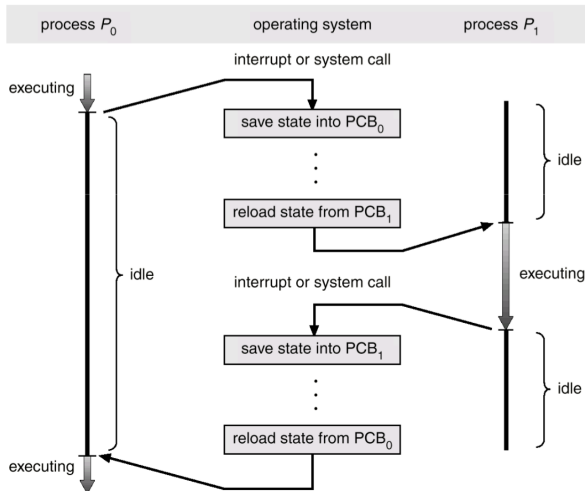 process P₀
operating system
process P₁
interrupt or system call
executing
save state into PCB₀
idle
reload state from PCB₁
idle
interrupt or system call
executing
save state into PCB₁
idle
reload state from PCB₀
executing